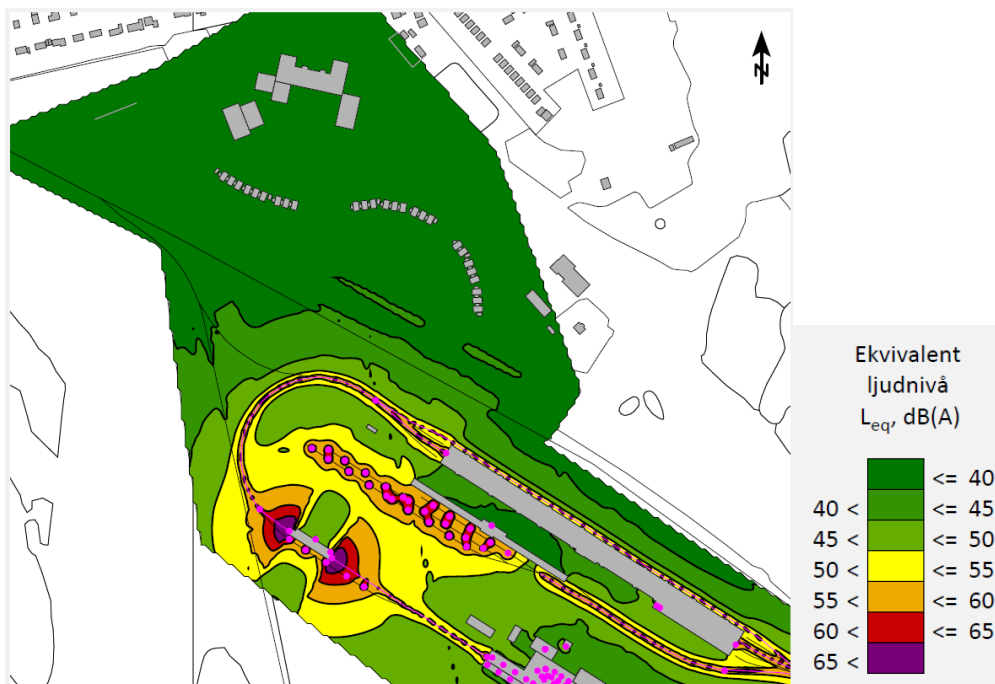 N
Ekvivalent
ljudnivå
Leq, dB(A)
<= 40
40 < <= 45
45 < <= 50
50 < <= 55
55 < <= 60
60 < <= 65
65 <